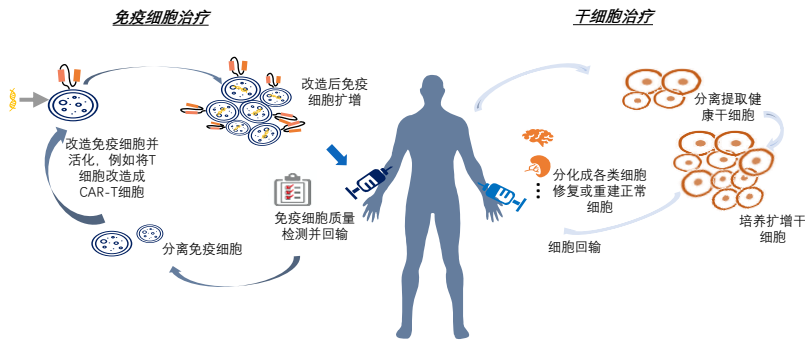 免疫细胞治疗
干细胞治疗
改造后免疫
细胞扩增
改造免疫细胞并
活化，例如将T
细胞改造成
CAR-T细胞
免疫细胞质量
检测并回输
分离免疫细胞
分离提取健
康干细胞
分化成各类细胞
修复或重建正常
细胞
培养扩增干
细胞
细胞回输